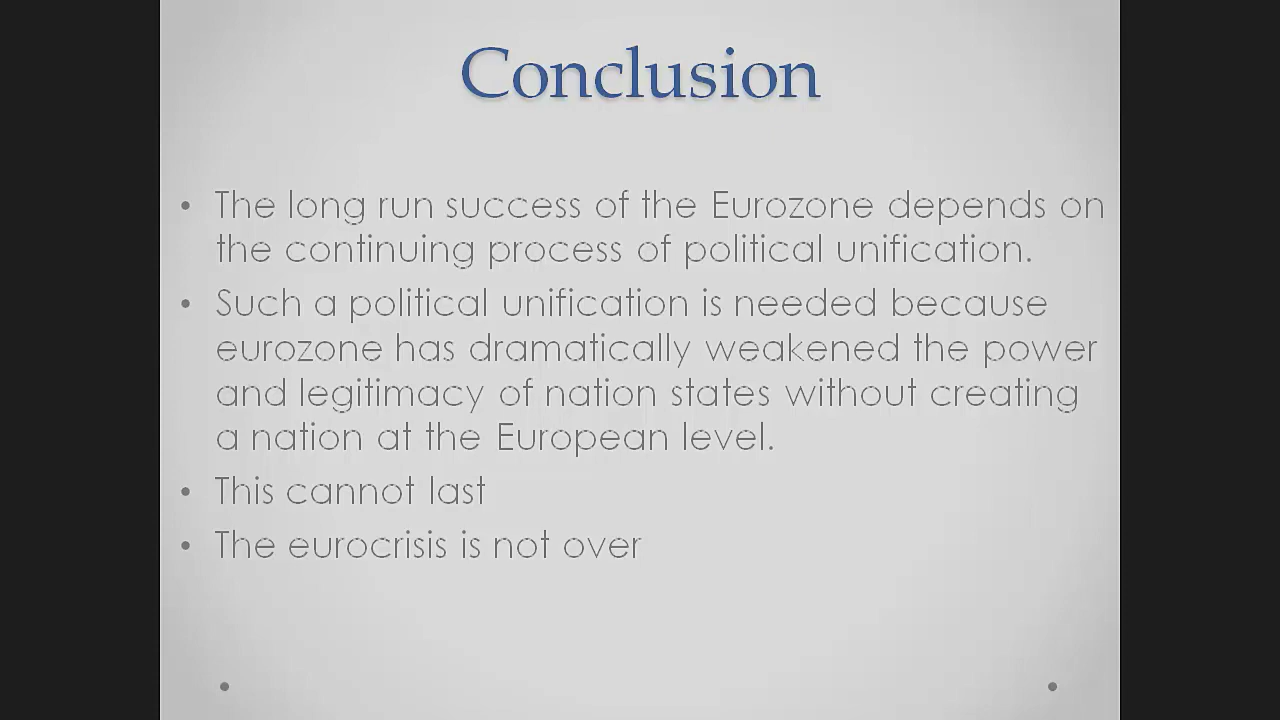 Conclusion
• The long run success of the Eurozone depends on
the continuing process of political unification.
• Such a political unification is needed because
eurozone has dramatically weakened the power
and legitimacy of nation states without creating
a nation at the European level.
• This cannot last
• The eurocrisis is not over